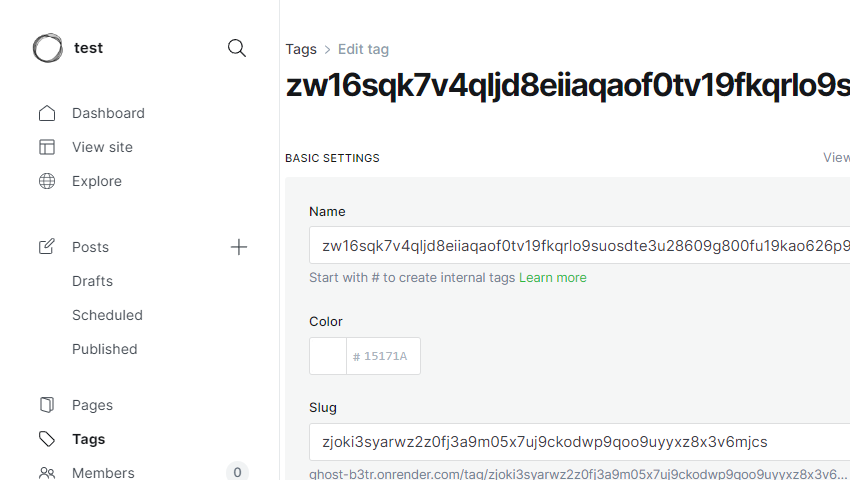 test
Dashboard
View site
Explore
Posts
Drafts
Scheduled
Published
Pages
Tags
Members 0
Tags > Edit tag
zw16sqk7v4qljd8eiiaqaof0tv19fkqrlo9s
BASIC SETTINGS
View
Name
zw16sqk7v4qljd8eiiaqaof0tv19fkqrlo9suosdte3u28609g800fu19kao626p9
Start with # to create internal tags Learn more
Color
# 15171A
Slug
zjoki3syarwz2z0fj3a9m05x7uj9ckodwp9qoo9uyyxz8x3v6mjcs
ghost-b3tr.onrender.com/tag/zjoki3syarwz2z0fj3a9m05x7uj9ckodwp9qoo9uyyxz8x3v6...